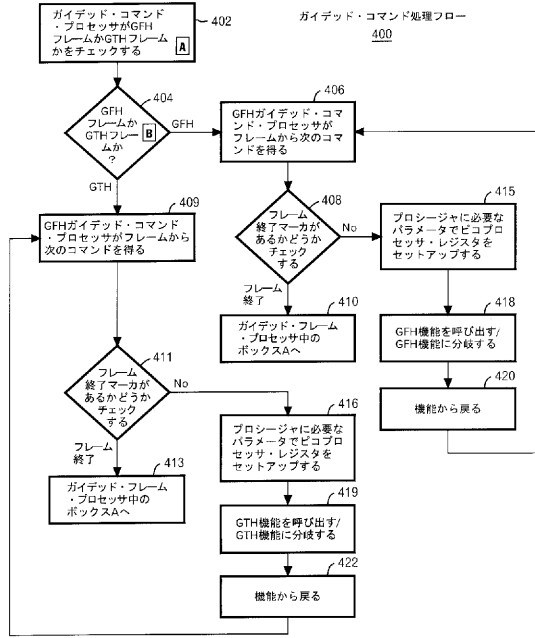 ガイデッド・コマンド処理フロー
400
402
ガイデッド・コマンド
・プロセッサがGFH
フレームかGTHフレーム
かをチェックする
A
404
GFH
フレームか
GTHフレー
ムか
?
B
GFH
GTH
406
GFHガイデッド・コマ
ンド・プロセッサが
フレームから次のコマ
ンドを得る
408
フレーム
終了マーカが
あるかどうか
チェック
する
No
フレーム
終了
409
GFHガイデッド・コマンド
・プロセッサがフレームから
次のコマンドを得る
410
ガイデッド・フレーム
・プロセッサ中の
ボックスAへ
415
プロシージャに必要な
パラメータでピコプロ
セッサ・レジスタを
セットアップする
418
GFH機能を呼び出す/
GFH機能に分岐する
420
機能から戻る
411
フレーム
終了マーカが
あるかどうか
チェック
する
No
フレーム
終了
413
ガイデッド・フレーム
・プロセッサ中の
ボックスAへ
416
プロシージャに必要な
パラメータでピコプロ
セッサ・レジスタを
セットアップする
419
GTH機能を呼び出す/
GTH機能に分岐する
422
機能から戻る